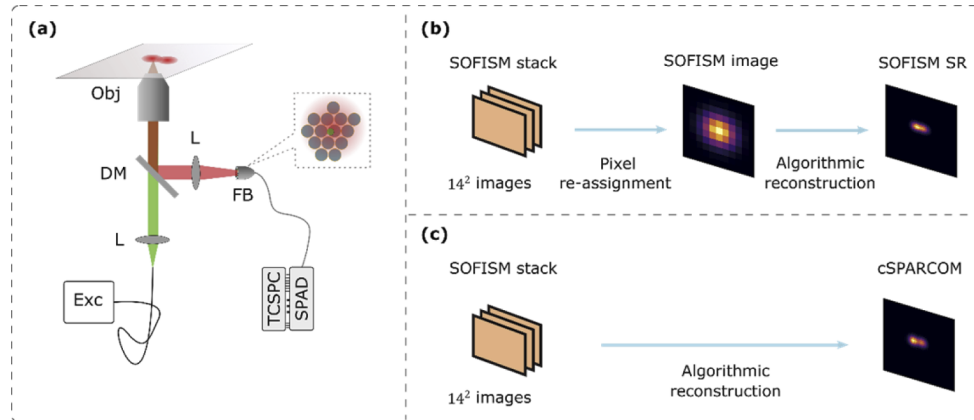 (a)
Obj
L
DM
FB
L
Exc
TCSPC
SPAD
(b)
SOFISM stack
SOFISM image
SOFISM SR
Pixel
re-assignment
Algorithmic
reconstruction
14² images
(c)
SOFISM stack
cSPARCOM
Algorithmic
reconstruction
14² images